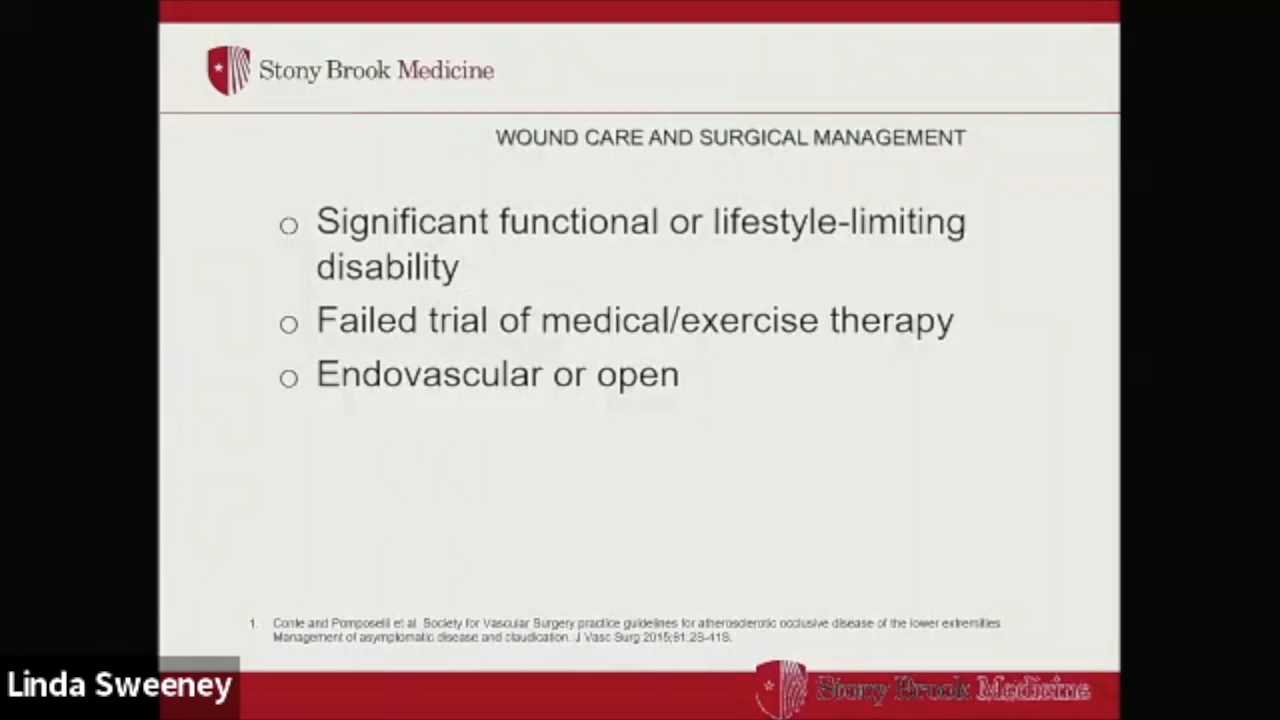 Stony Brook Medicine
WOUND CARE AND SURGICAL MANAGEMENT
Significant functional or lifestyle-limiting
disability
Failed trial of medical/exercise therapy
Endovascular or open
1. Conte and Pomposelli et al. Society for Vascular Surgery practice guidelines for atherosclerotic occlusive disease of the lower extremities
Management of asymptomatic disease and claudication. J Vasc Surg 2015;61:2S-41S.
Linda Sweeney
Stony Brook Medicine